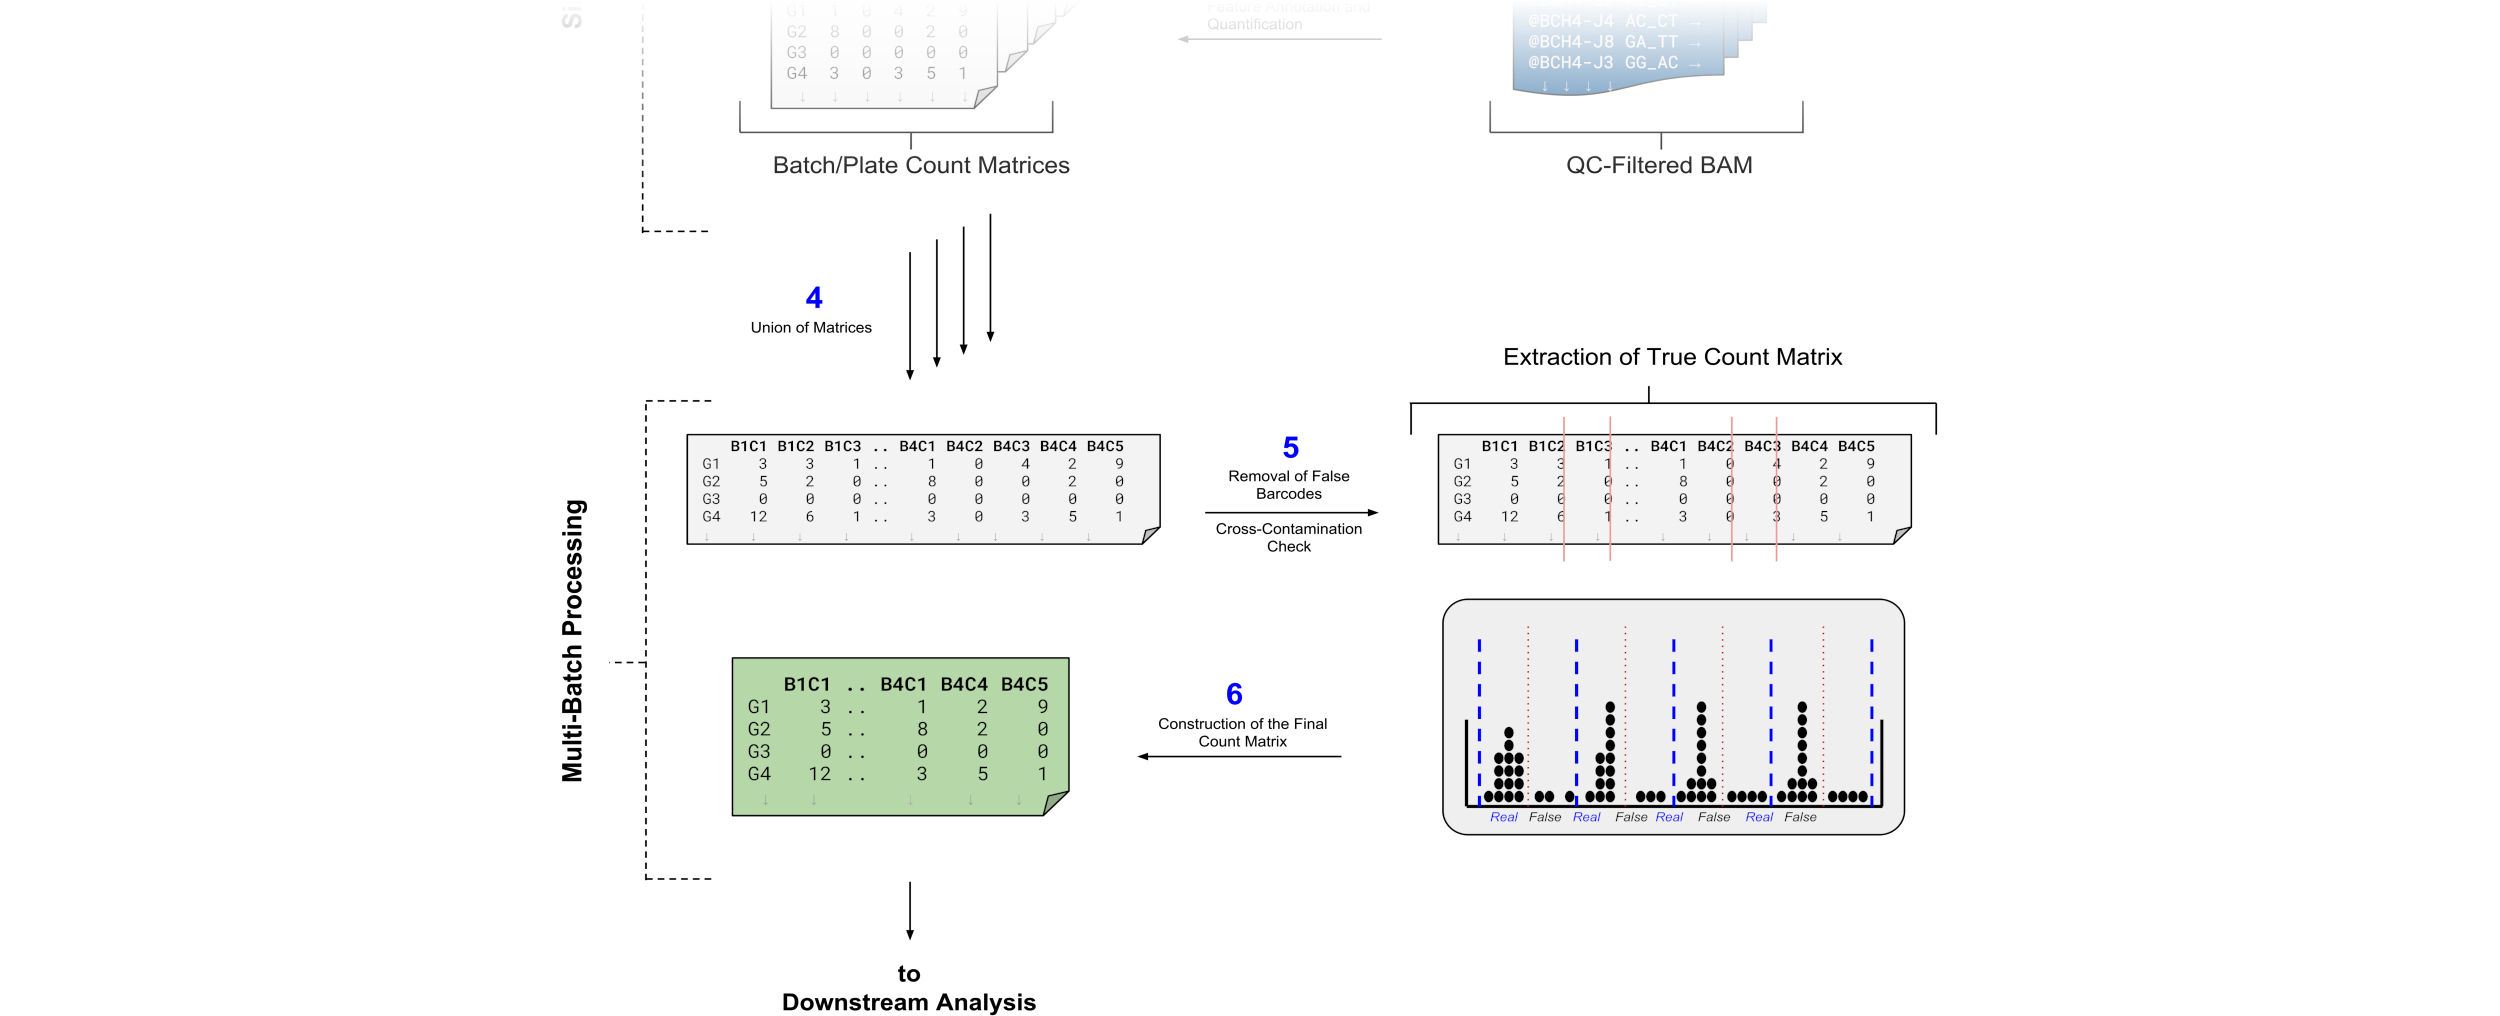 Si
G1 1 0 4 2 9
G2 8 0 0 2 0
G3 0 0 0 0 0
G4 3 0 3 5 1
↓ ↓ ↓ ↓ ↓ ↓
Batch/Plate Count Matrices
Feature Annotation and
Quantification
@BCH4-J4 AC_CT →
@BCH4-J8 GA_TT →
@BCH4-J3 GG_AC →
↓ ↓ ↓ ↓
QC-Filtered BAM
4
Union of Matrices
Multi-Batch Processing
B1C1 B1C2 B1C3 .. B4C1 B4C2 B4C3 B4C4 B4C5
G1 3 3 1 .. 1 0 4 2 9
G2 5 2 0 .. 8 0 0 2 0
G3 0 0 0 .. 0 0 0 0 0
G4 12 6 1 .. 3 0 3 5 1
↓ ↓ ↓ ↓ ↓ ↓ ↓ ↓ ↓
5
Removal of False
Barcodes
Cross-Contamination
Check
Extraction of True Count Matrix
B1C1 B1C2 B1C3 .. B4C1 B4C2 B4C3 B4C4 B4C5
G1 3 3 1 .. 1 0 4 2 9
G2 5 2 0 .. 8 0 0 2 0
G3 0 0 0 .. 0 0 0 0 0
G4 12 6 1 .. 3 0 3 5 1
↓ ↓ ↓ ↓ ↓ ↓ ↓ ↓ ↓
Real False Real False Real False Real False
6
Construction of the Final
Count Matrix
B1C1 .. B4C1 B4C4 B4C5
G1 3 .. 1 2 9
G2 5 .. 8 2 0
G3 0 .. 0 0 0
G4 12 .. 3 5 1
↓ ↓ ↓ ↓ ↓
to
Downstream Analysis